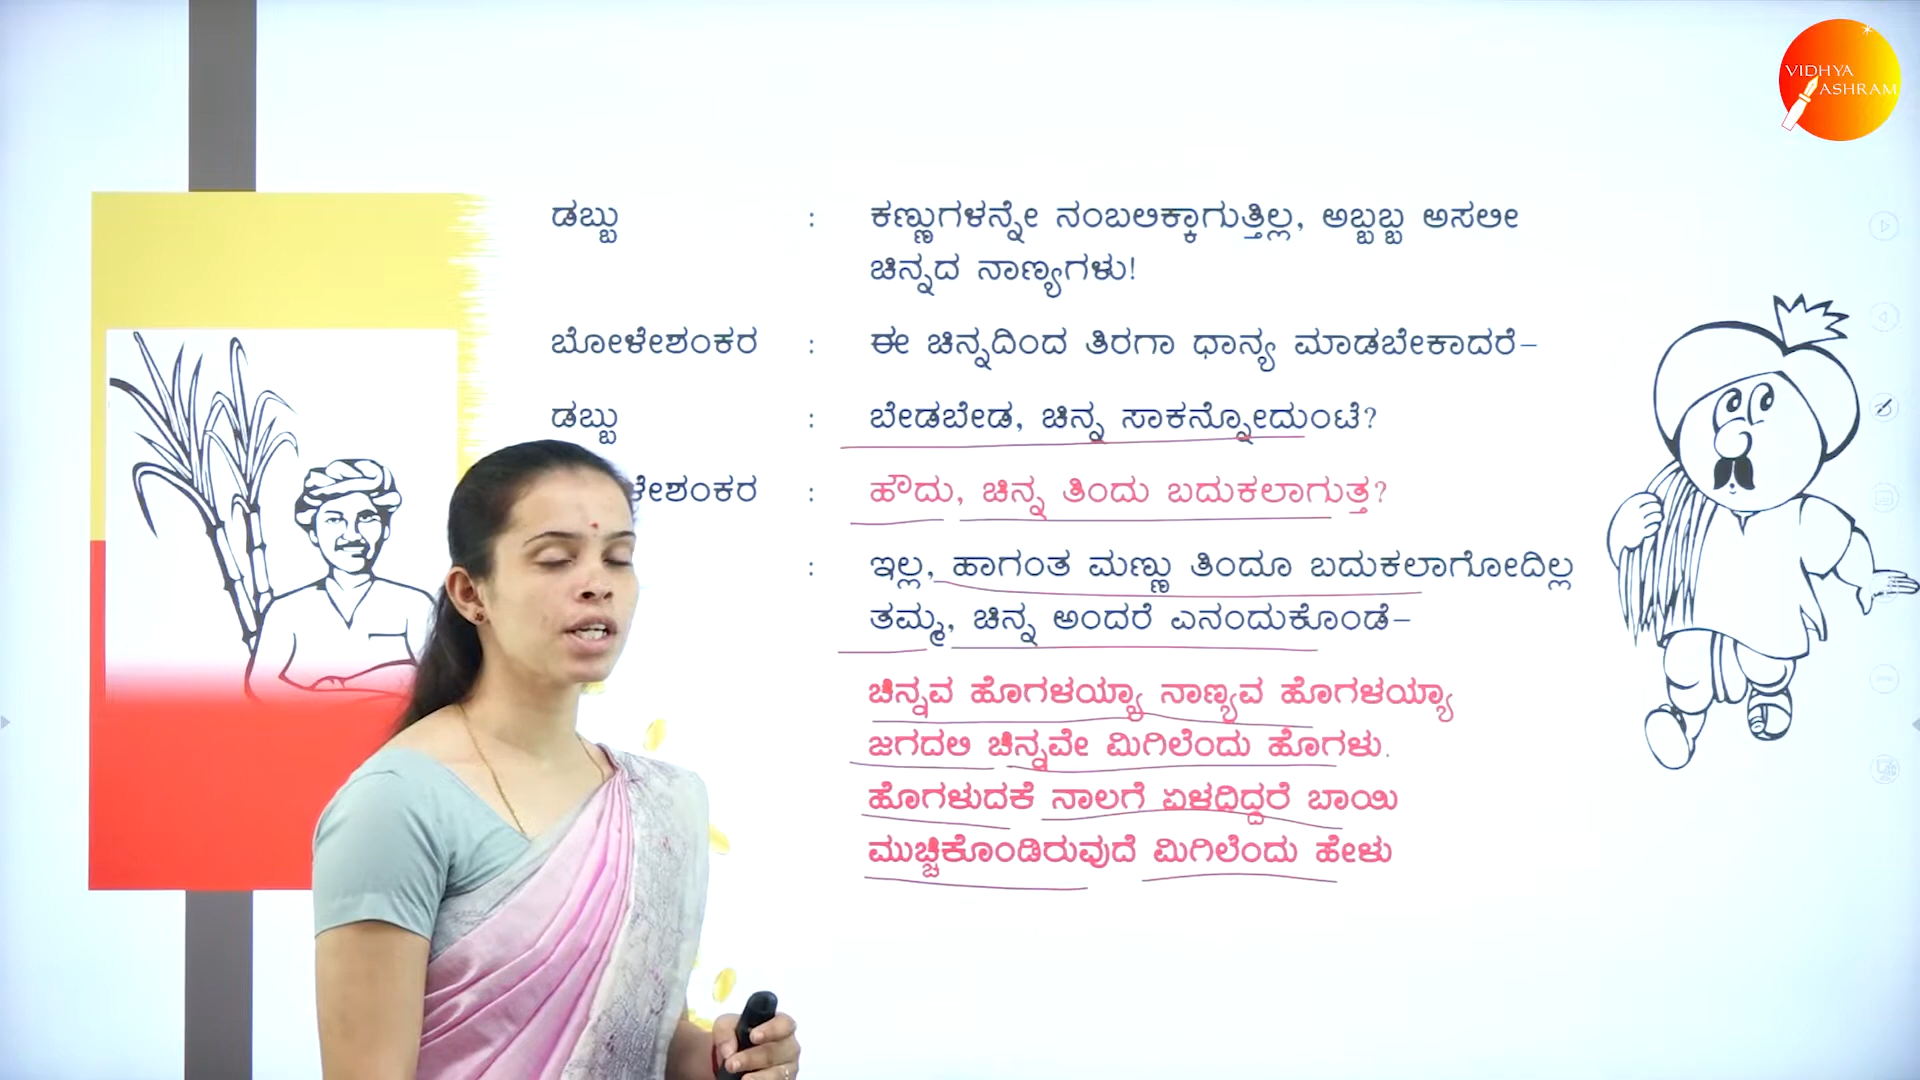 VIDHYA
ASHRAM
ಡಬ್ಬು : ಕಣ್ಣುಗಳನ್ನೇ ನಂಬಲಿಕ್ಕಾಗುತ್ತಿಲ್ಲ, ಅಬ್ಬಬ್ಬ ಅಸಲೀ
ಚಿನ್ನದ ನಾಣ್ಯಗಳು!
ಬೋಳೇಶಂಕರ : ಈ ಚಿನ್ನದಿಂದ ತಿರಗಾ ಧಾನ್ಯ ಮಾಡಬೇಕಾದರೆ–
ಡಬ್ಬು : ಬೇಡಬೇಡ, ಚಿನ್ನ ಸಾಕನ್ನೋದುಂಟೆ?
ಳೇಶಂಕರ : ಹೌದು, ಚಿನ್ನ ತಿಂದು ಬದುಕಲಾಗುತ್ತ?
: ಇಲ್ಲ, ಹಾಗಂತ ಮಣ್ಣು ತಿಂದೂ ಬದುಕಲಾಗೋದಿಲ್ಲ
ತಮ್ಮ, ಚಿನ್ನ ಅಂದರೆ ಎನಂದುಕೊಂಡೆ–
ಚಿನ್ನವ ಹೊಗಳಯ್ಯಾ ನಾಣ್ಯವ ಹೊಗಳಯ್ಯಾ
ಜಗದಲಿ ಚಿನ್ನವೇ ಮಿಗಿಲೆಂದು ಹೊಗಳು.
ಹೊಗಳುದಕೆ ನಾಲಗೆ ಏಳದಿದ್ದರೆ ಬಾಯಿ
ಮುಚ್ಚಿಕೊಂಡಿರುವುದೆ ಮಿಗಿಲೆಂದು ಹೇಳು